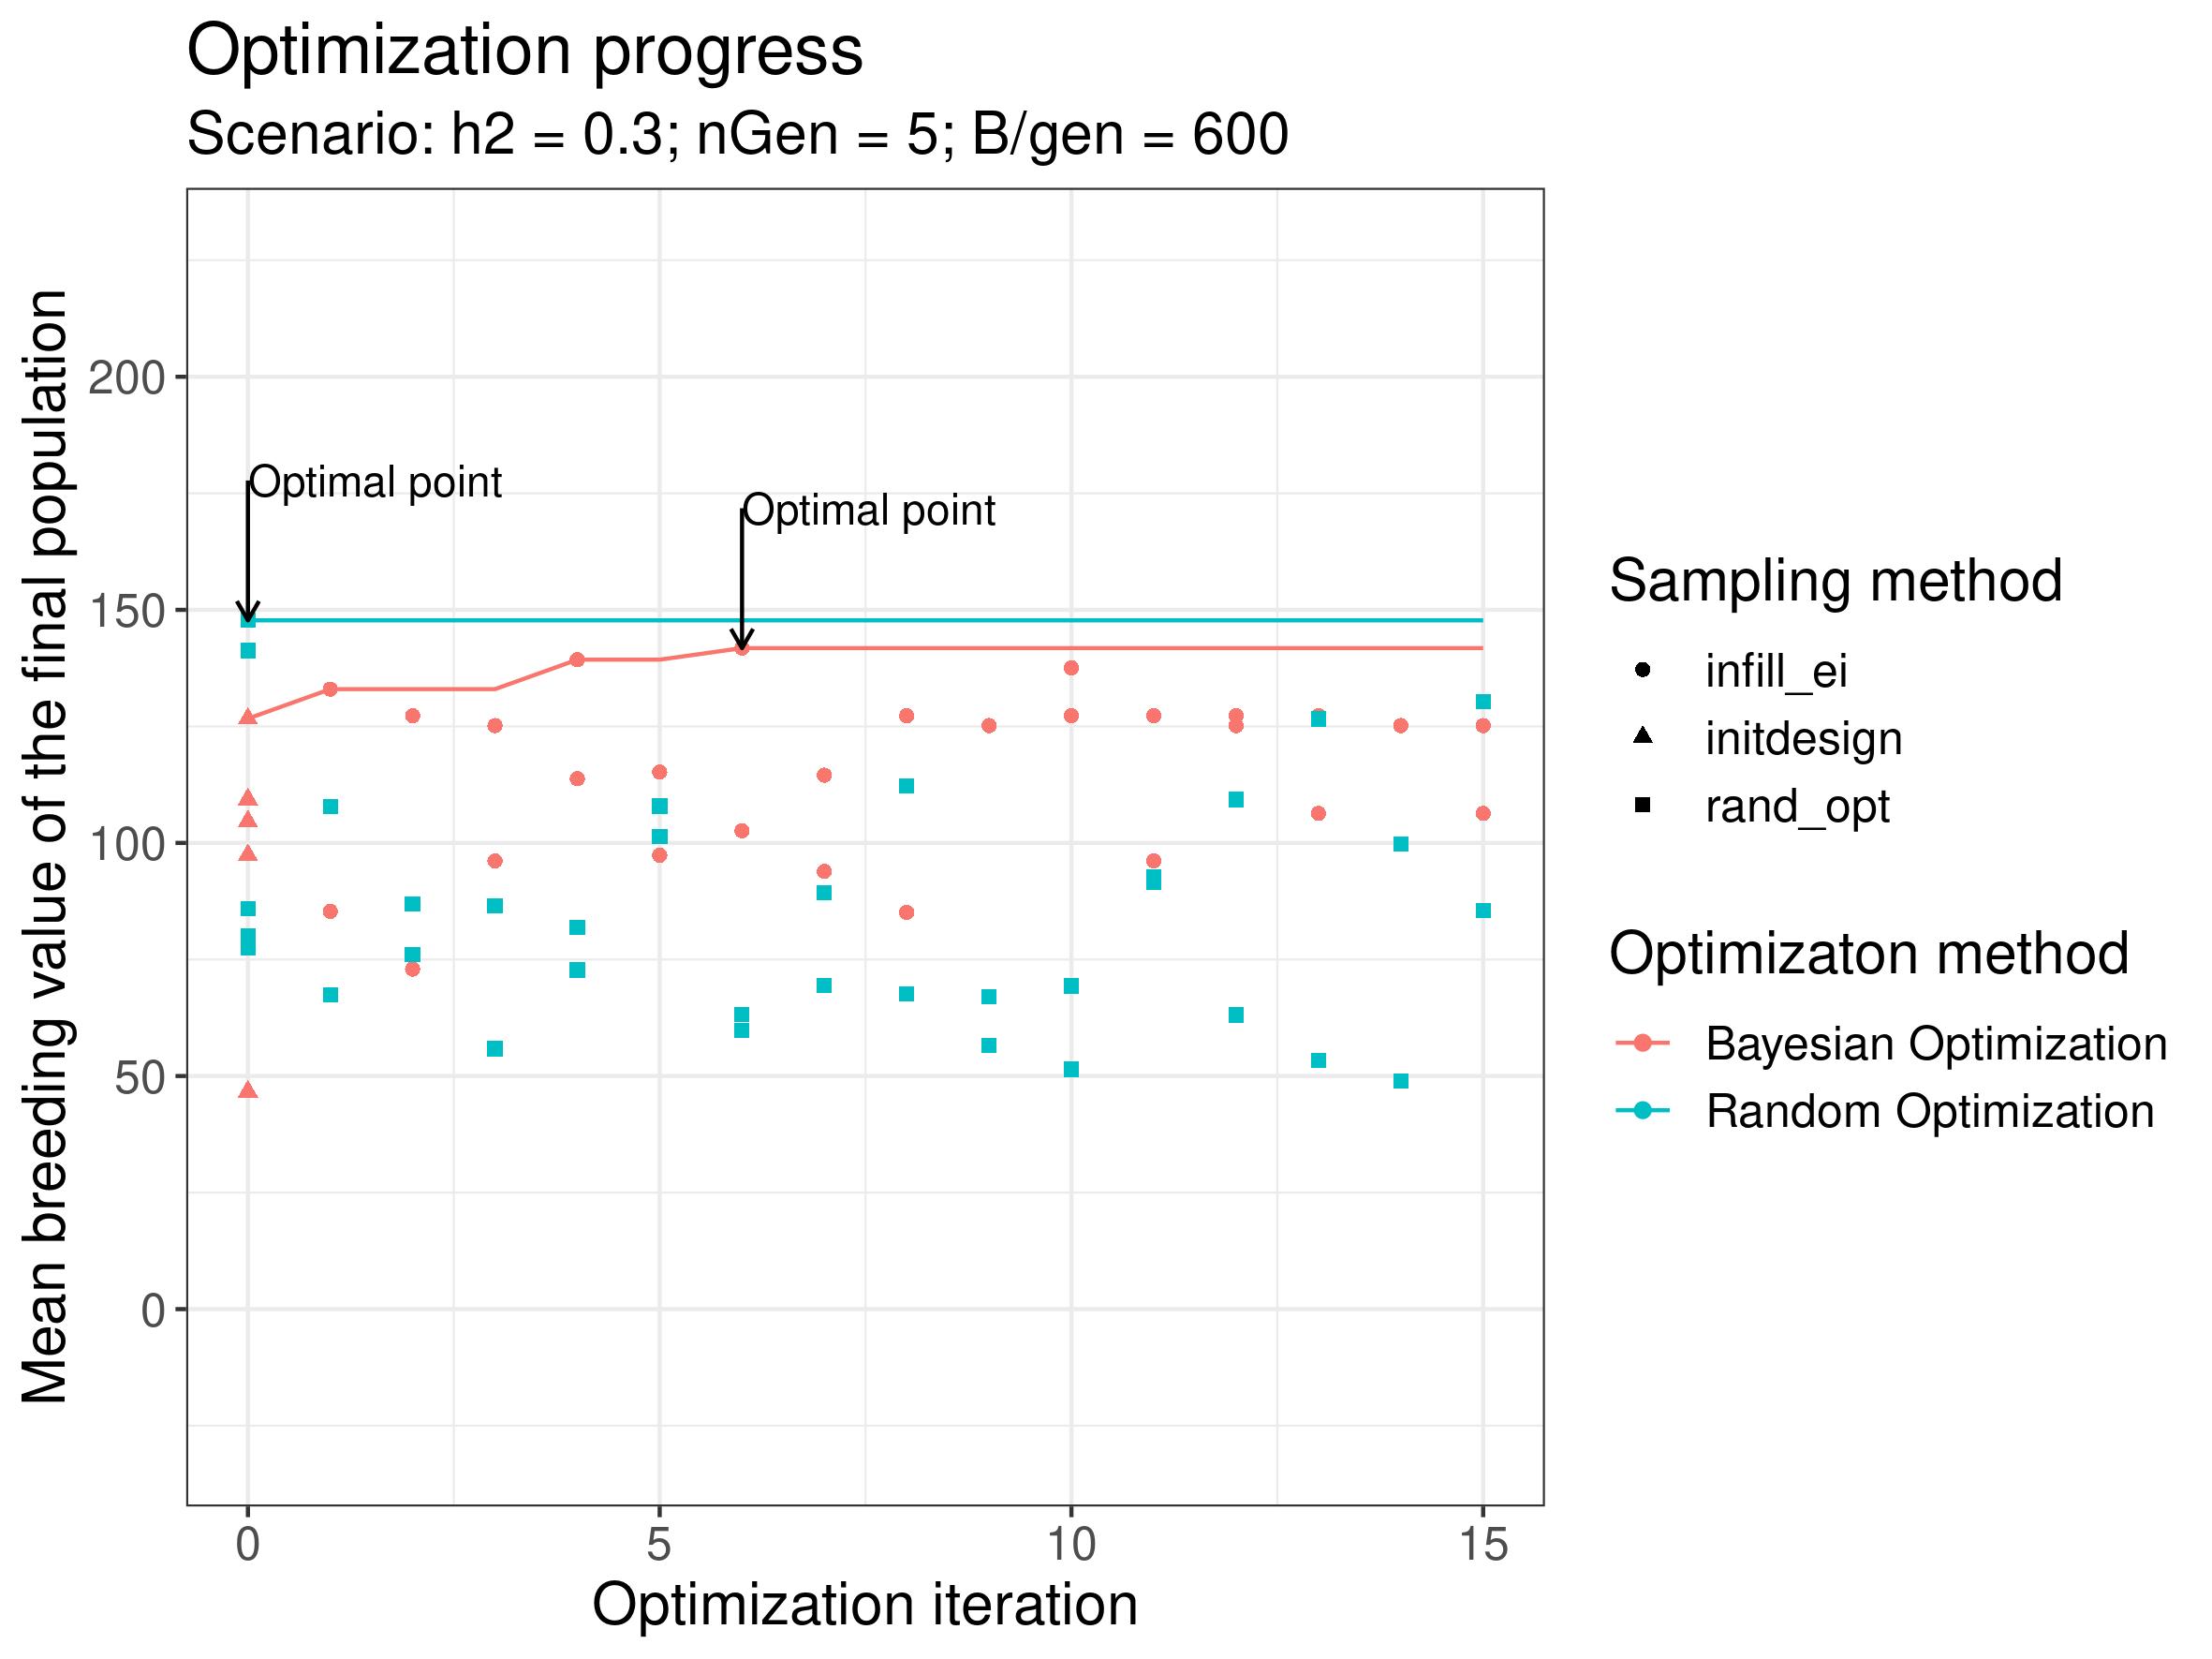 Optimization progress
Scenario: h2 = 0.3; nGen = 5; B/gen = 600
Mean breeding value of the final population
200
150
100
50
0
Optimal point
Optimal point
0
5
10
15
Optimization iteration
Sampling method
infill_ei
initdesign
rand_opt
Optimizaton method
Bayesian Optimization
Random Optimization